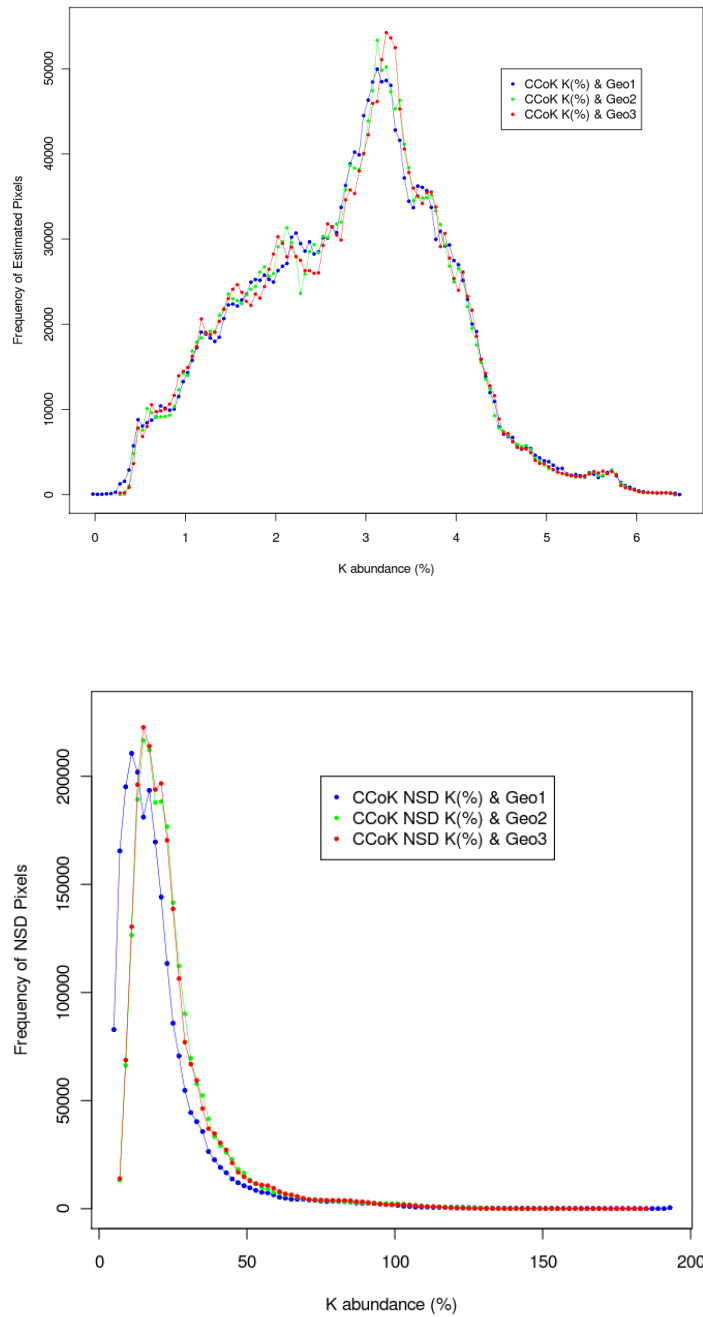 50000
40000
30000
20000
10000
0
Frequency of Estimated Pixels
CCoK K(%) & Geo1
CCoK K(%) & Geo2
CCoK K(%) & Geo3
0 1 2 3 4 5 6
K abundance (%)
200000
150000
100000
50000
0
Frequency of NSD Pixels
CCoK NSD K(%) & Geo1
CCoK NSD K(%) & Geo2
CCoK NSD K(%) & Geo3
0 50 100 150 200
K abundance (%)